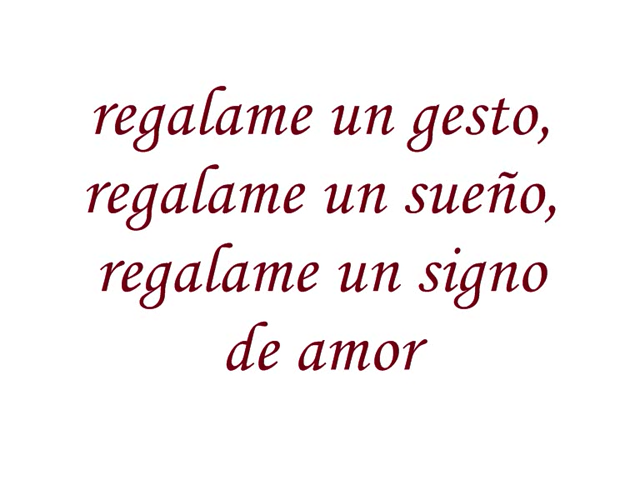 regalame un gesto,
regalame un sueño,
regalame un signo
de amor